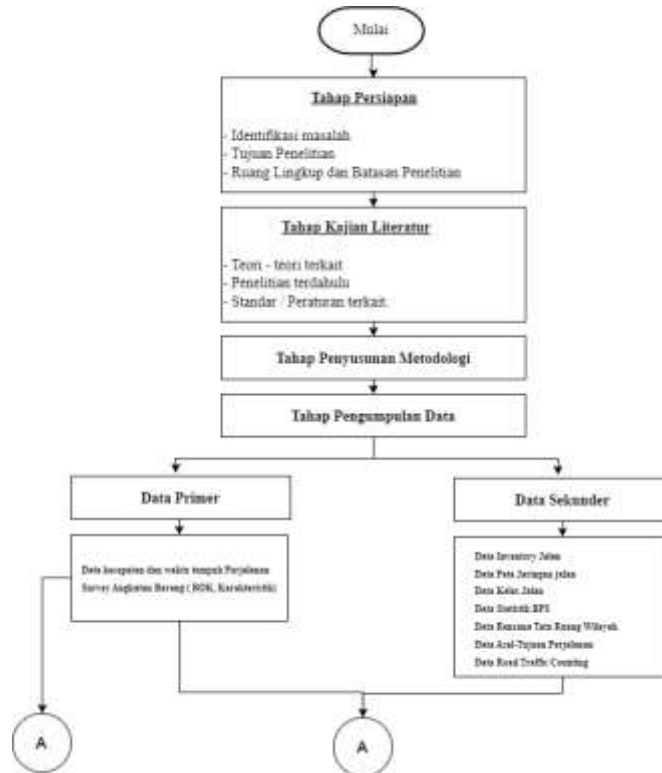 Mulai
Tahap Persiapan
- Identifikasi masalah
- Tujuan Penelitian
- Ruang Lingkup dan Batasan Penelitian
Tahap Kajian Literatur
- Teori - teori terkait
- Penelitian terdahulu
- Standar / Peraturan terkait.
Tahap Penyusunan Metodologi
Tahap Pengumpulan Data
Data Primer
Data Sekunder
Data kecepatan dan waktu tempuh Perjalanan
Survey Angkutan Barang ( BOK, Karakteristik)
Data Inventory Jalan
Data Peta Jaringan jalan
Data Kelas Jalan
Data Statistik BPS
Data Rencana Tata Ruang Wilayah
Data Asal-Tujuan Perjalanan
Data Road Traffic Counting
A
A